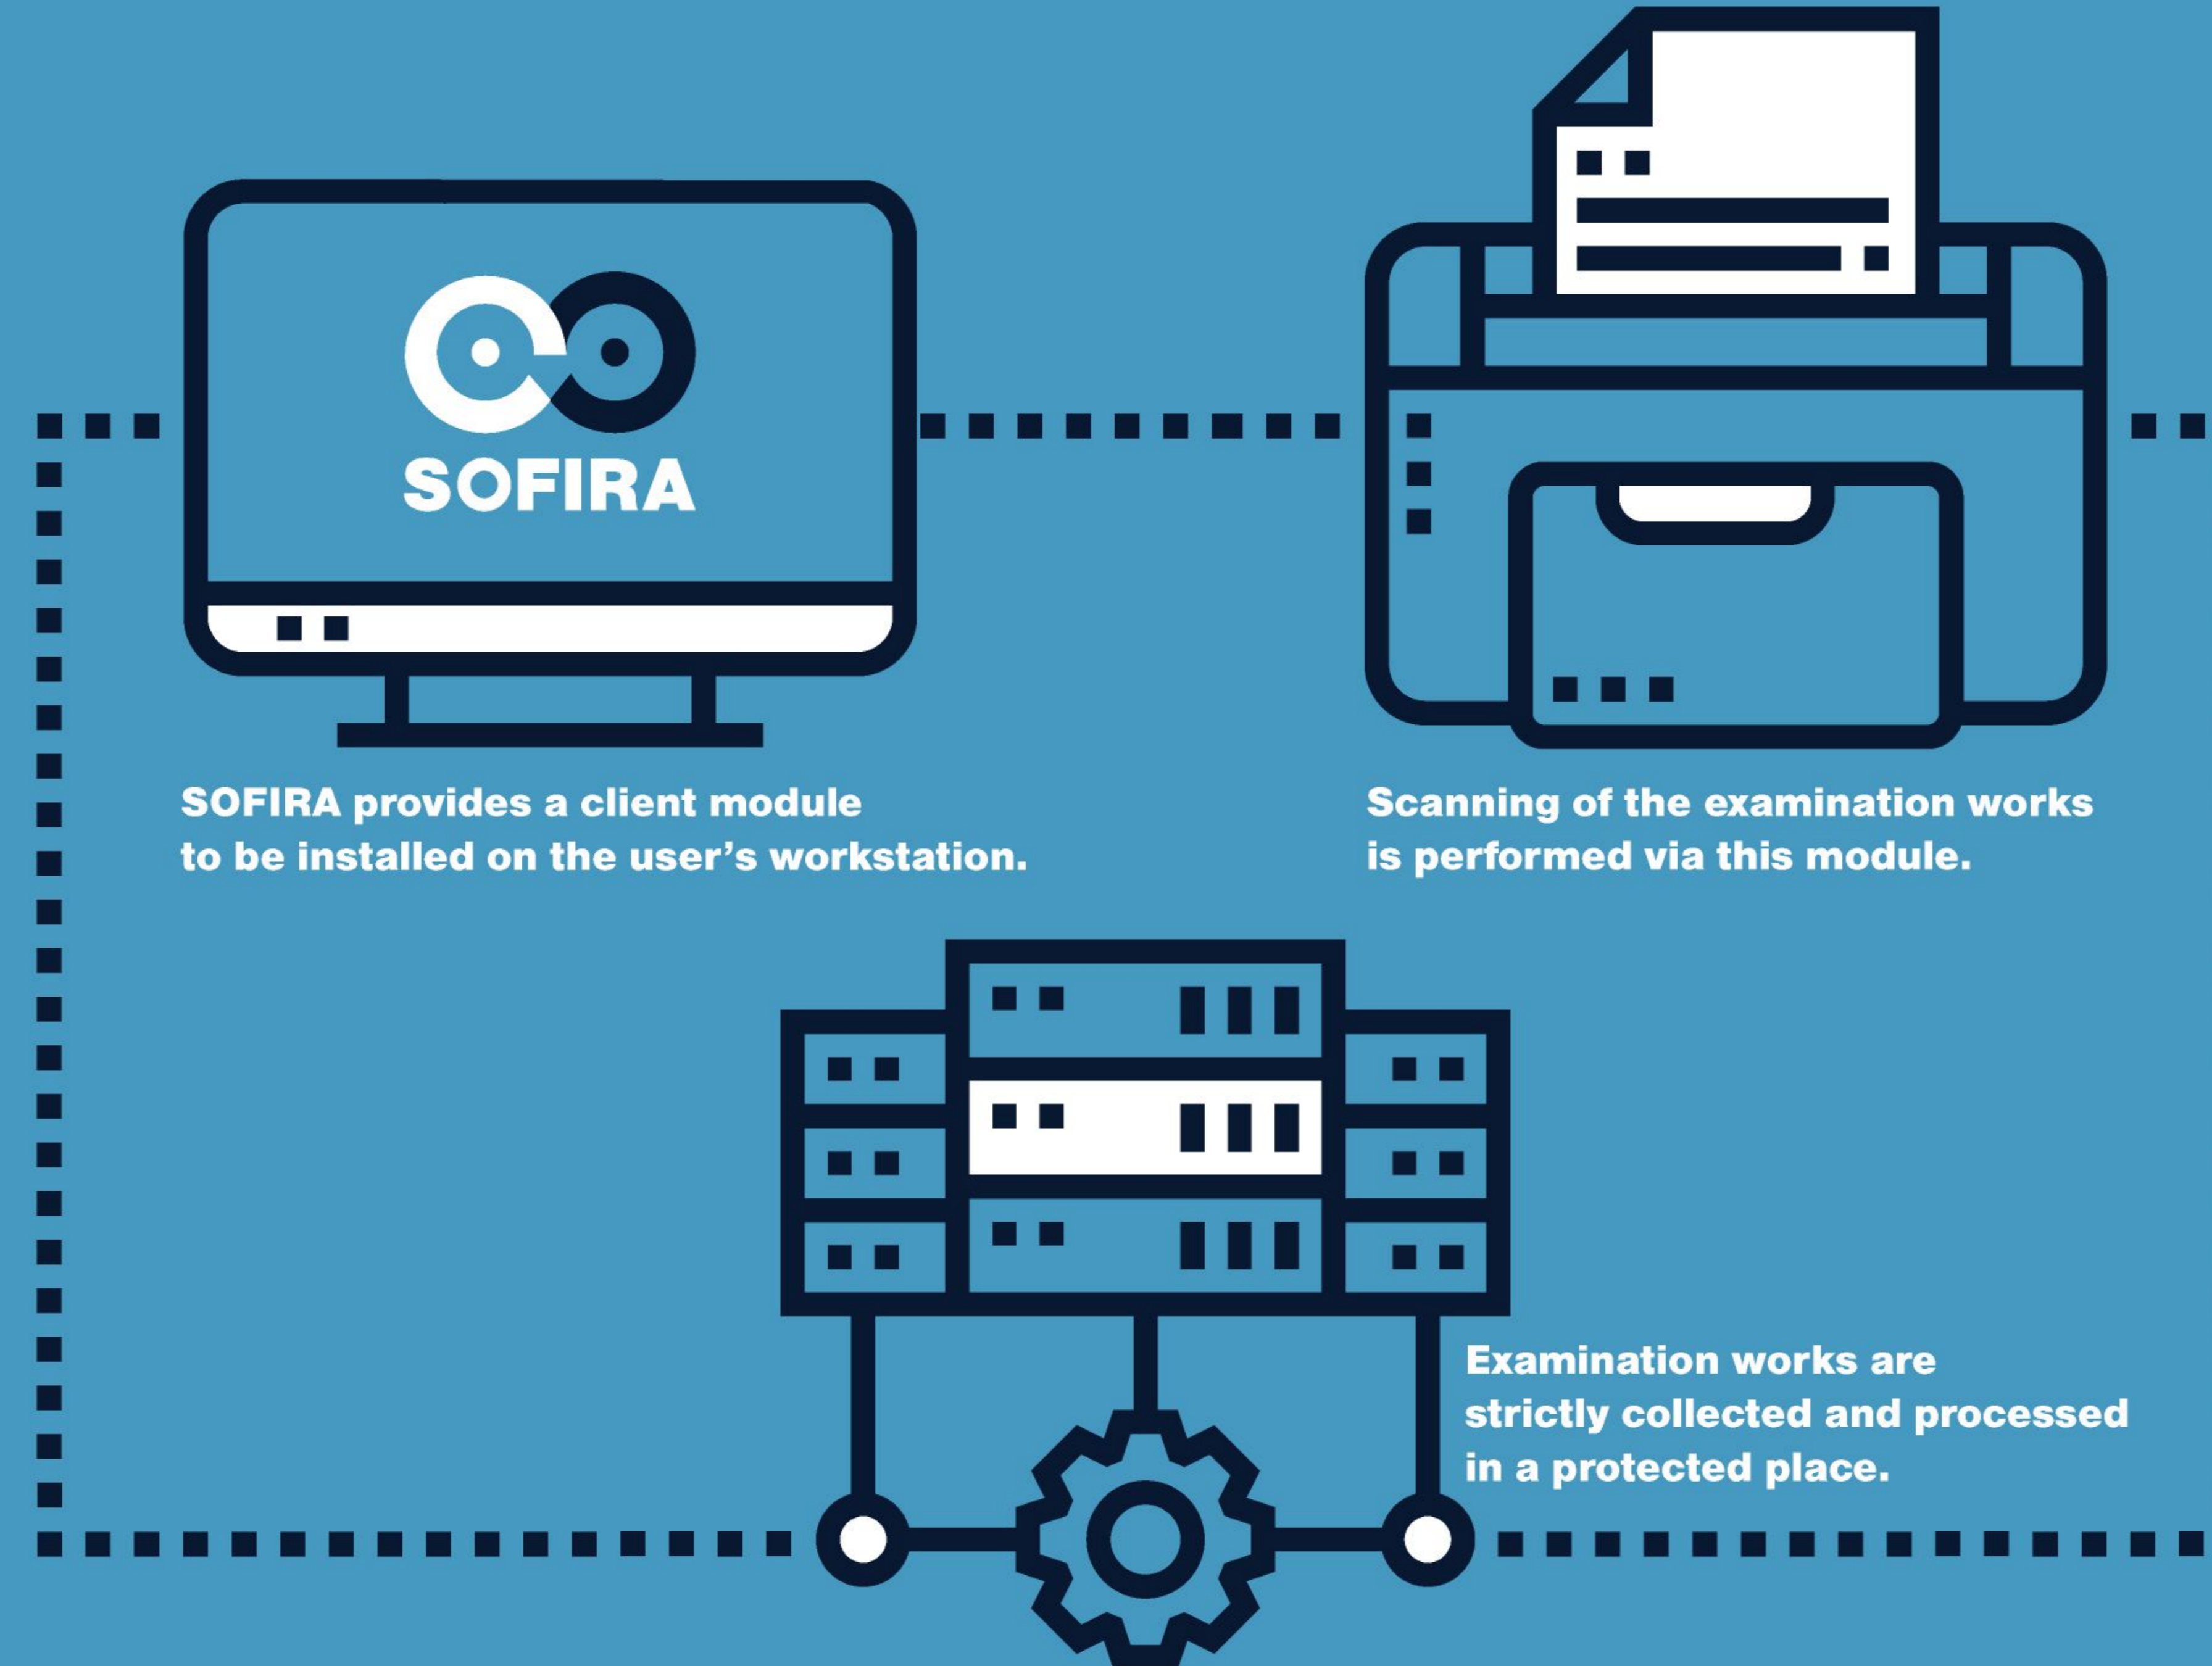 SOFIRA
SOFIRA provides a client module
to be installed on the user's workstation.
Scanning of the examination works
is performed via this module.
Examination works are
strictly collected and processed
in a protected place.